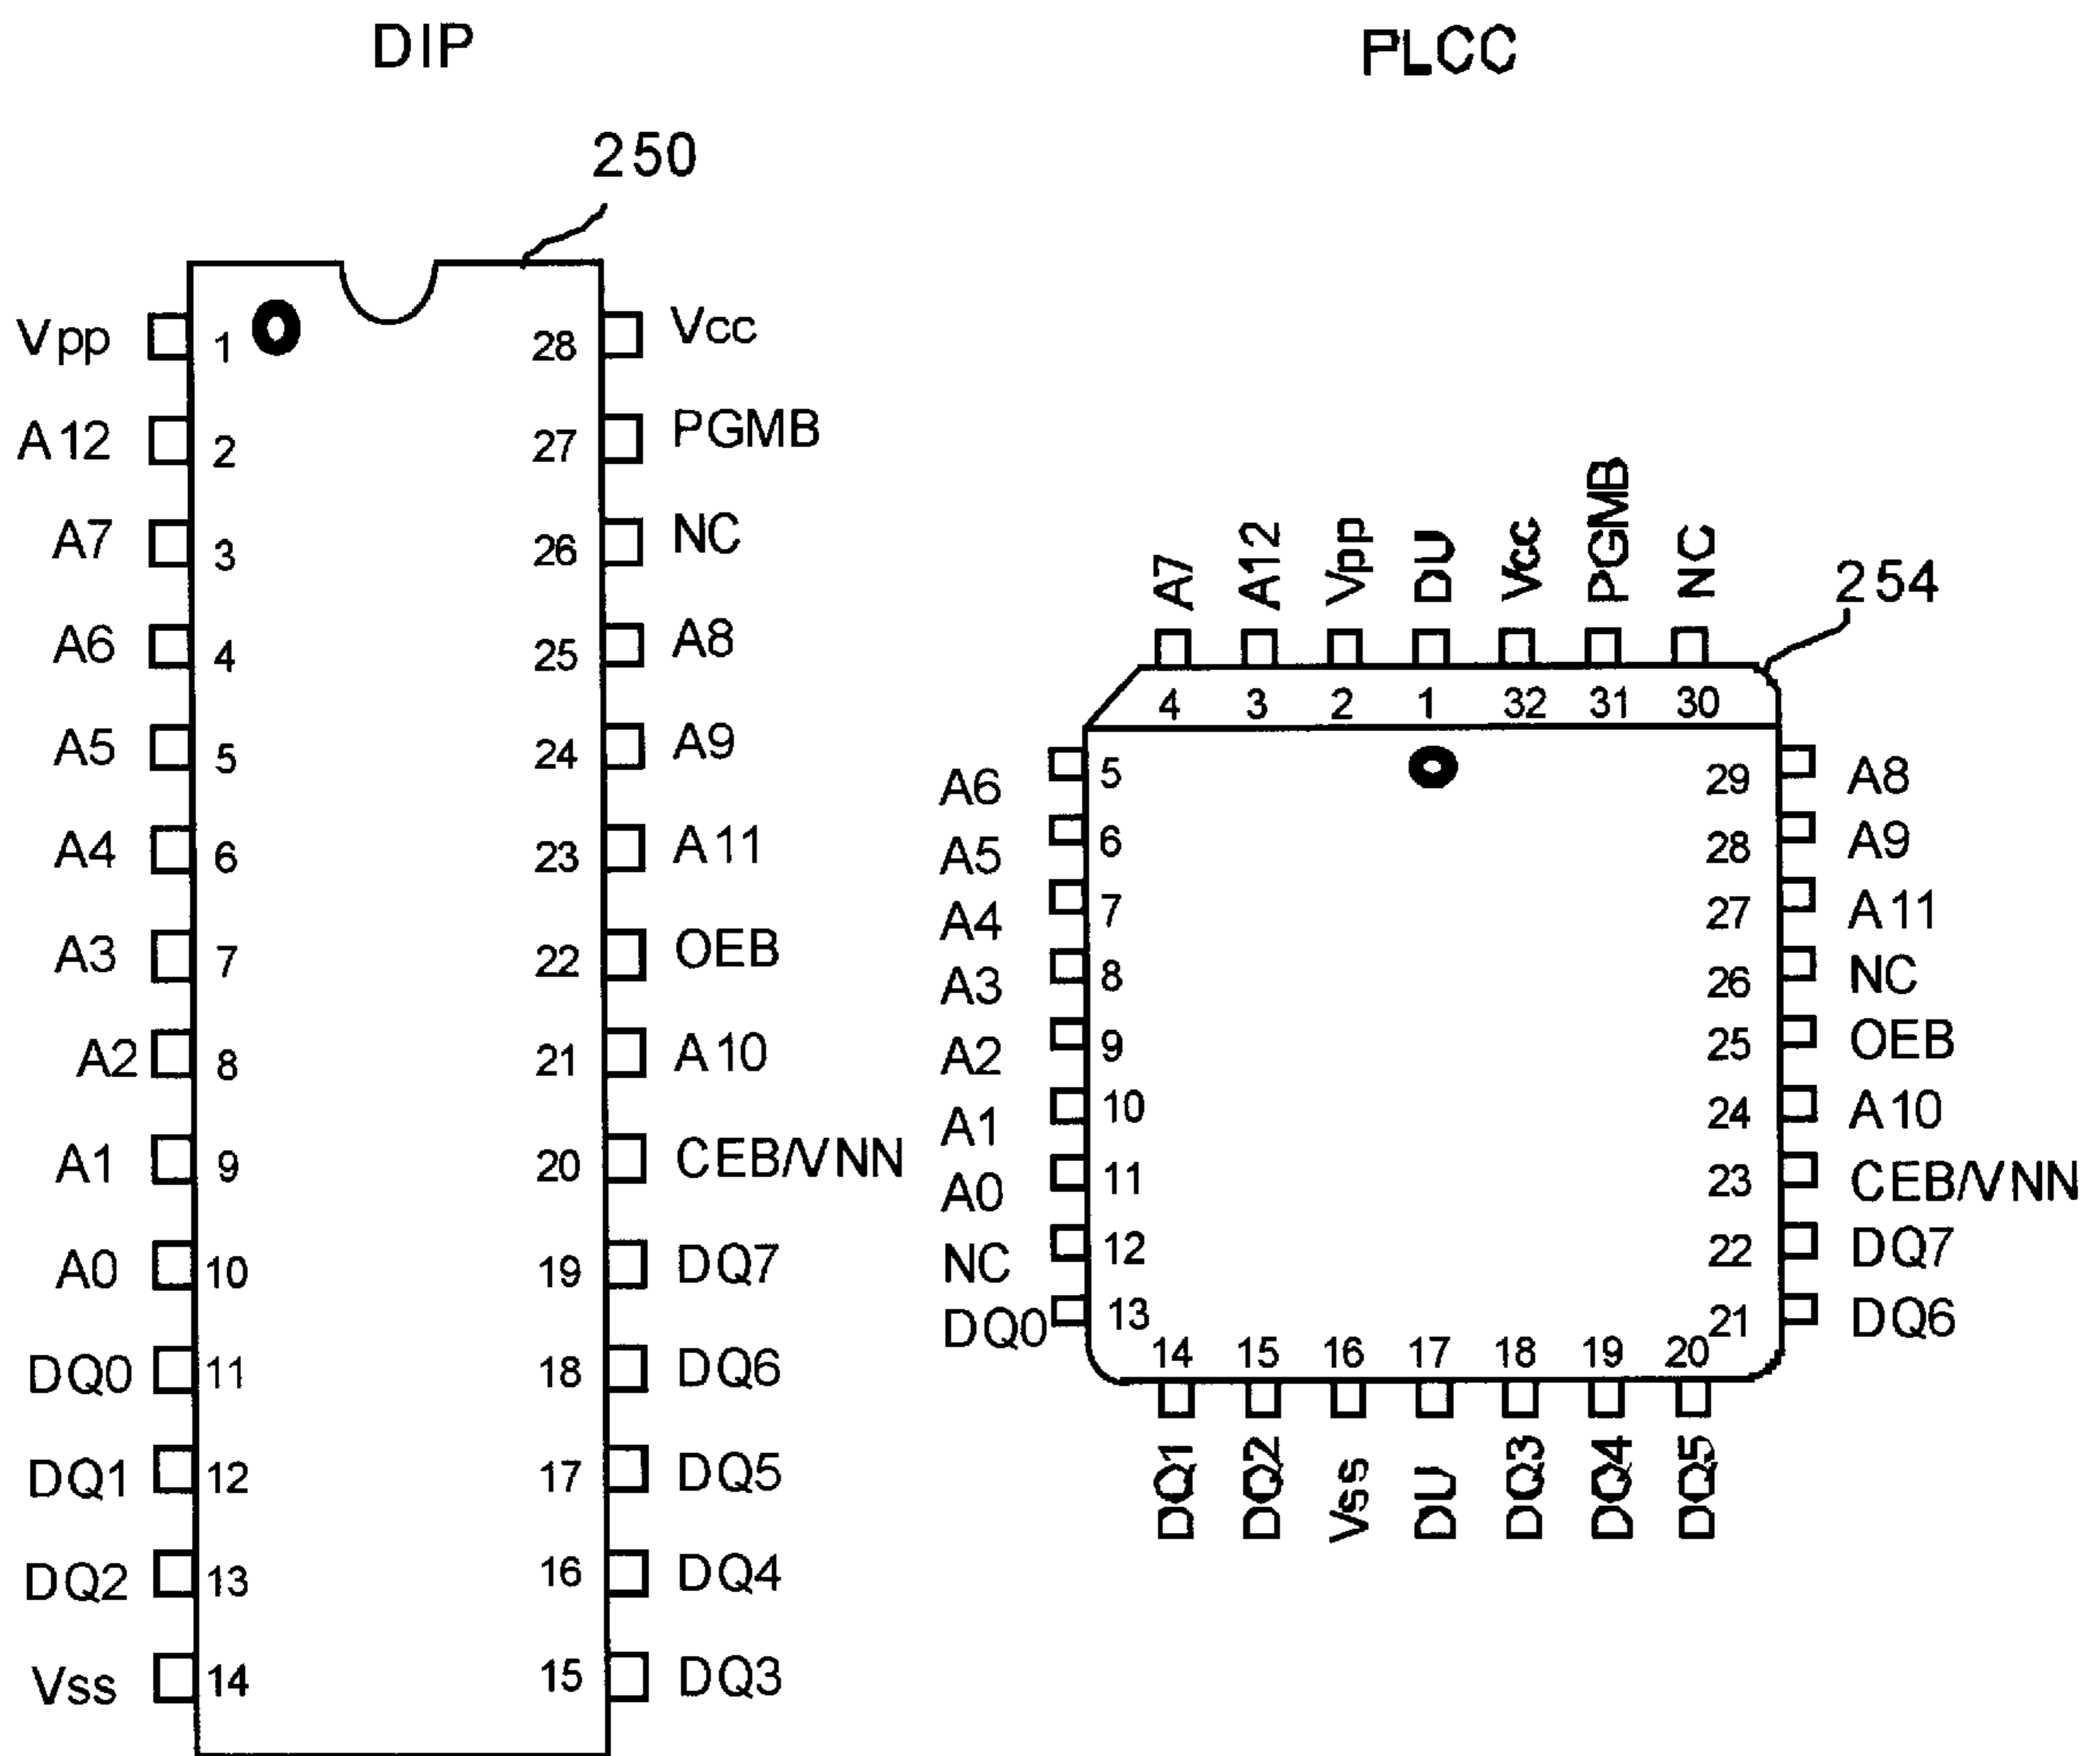 DIP
250
Vpp 1 28 Vcc
A12 2 27 PGMB
A7 3 26 NC
A6 4 25 A8
A5 5 24 A9
A4 6 23 A11
A3 7 22 OEB
A2 8 21 A10
A1 9 20 CEB/VNN
A0 10 19 DQ7
DQ0 11 18 DQ6
DQ1 12 17 DQ5
DQ2 13 16 DQ4
Vss 14 15 DQ3
PLCC
254
A7 A12 Vpp DU Vcc PGMB NC
4 3 2 1 32 31 30
A6 5 29 A8
A5 6 28 A9
A4 7 27 A11
A3 8 26 NC
A2 9 25 OEB
A1 10 24 A10
A0 11 23 CEB/VNN
NC 12 22 DQ7
DQ0 13 21 DQ6
14 15 16 17 18 19 20
DQ1 DQ2 Vss DU DQ3 DQ4 DQ5